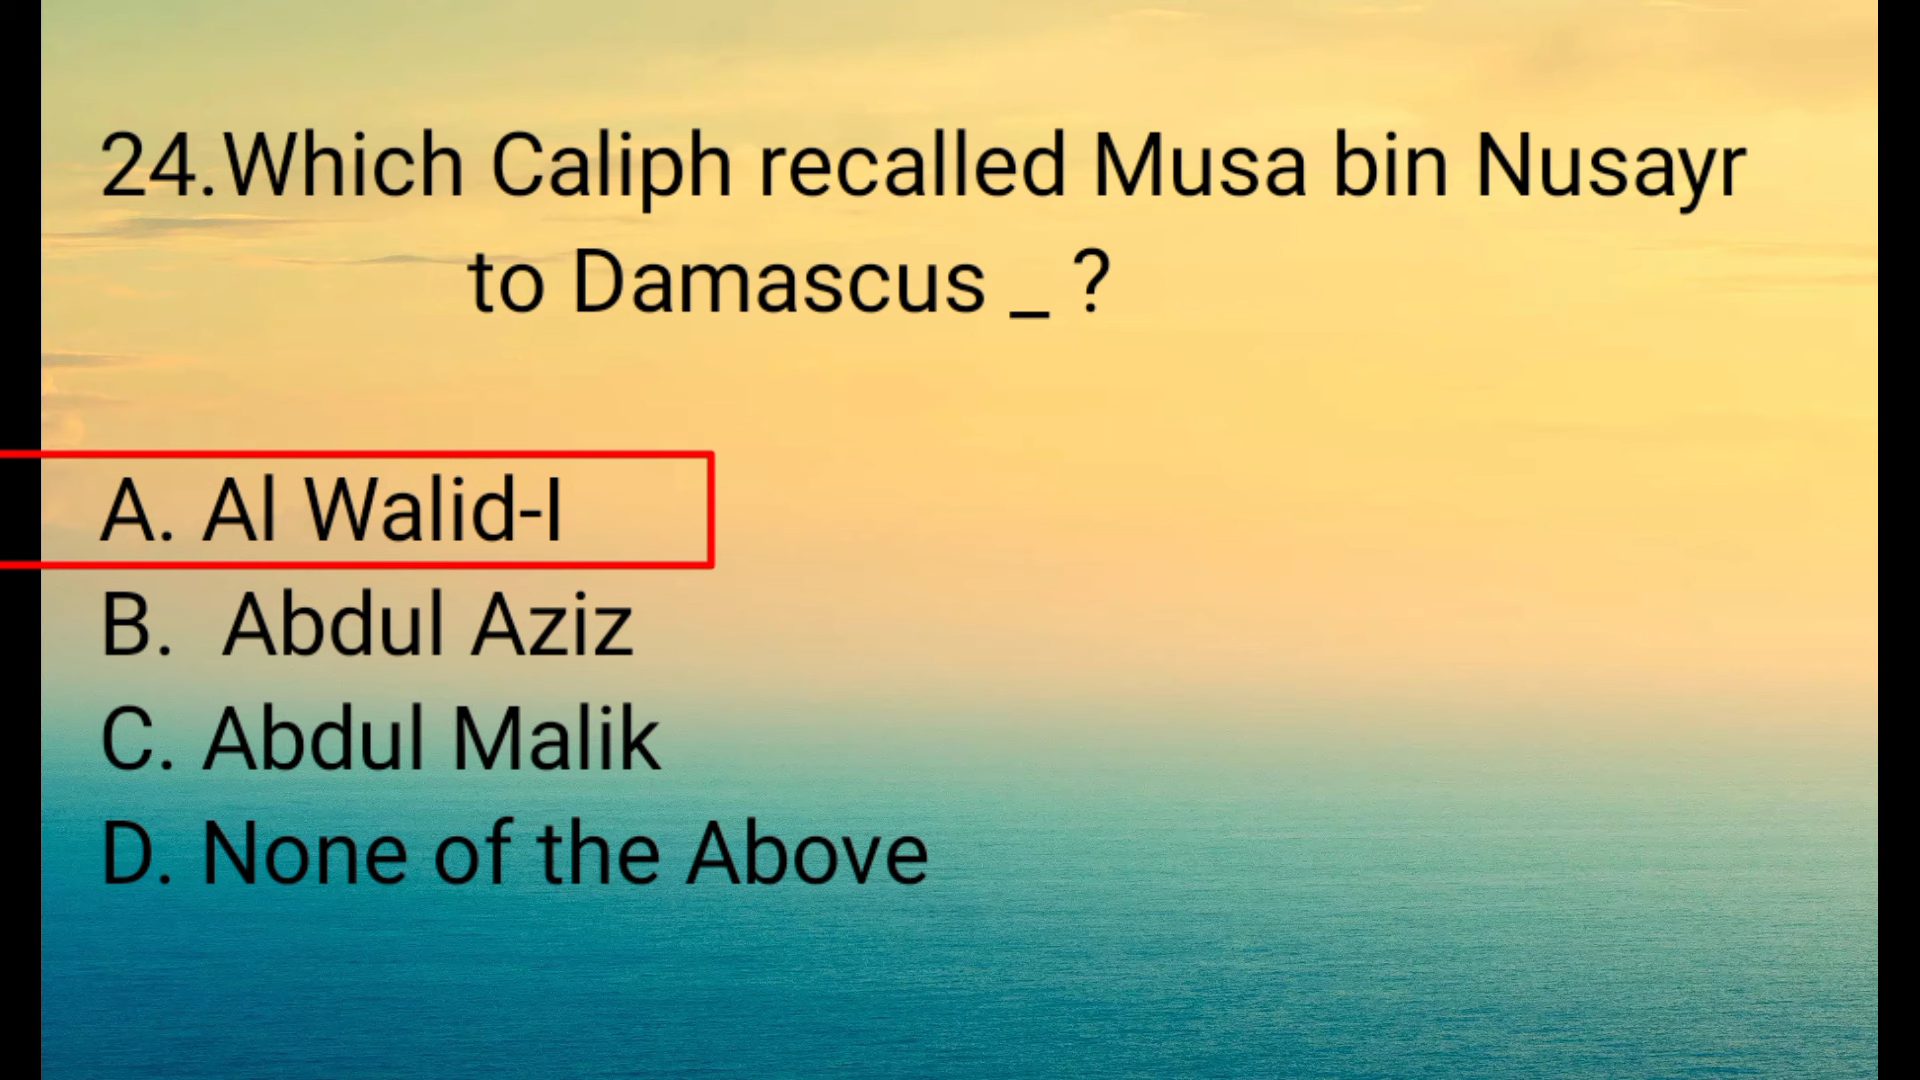 24.Which Caliph recalled Musa bin Nusayr
to Damascus _ ?
A. Al Walid-I
B. Abdul Aziz
C. Abdul Malik
D. None of the Above